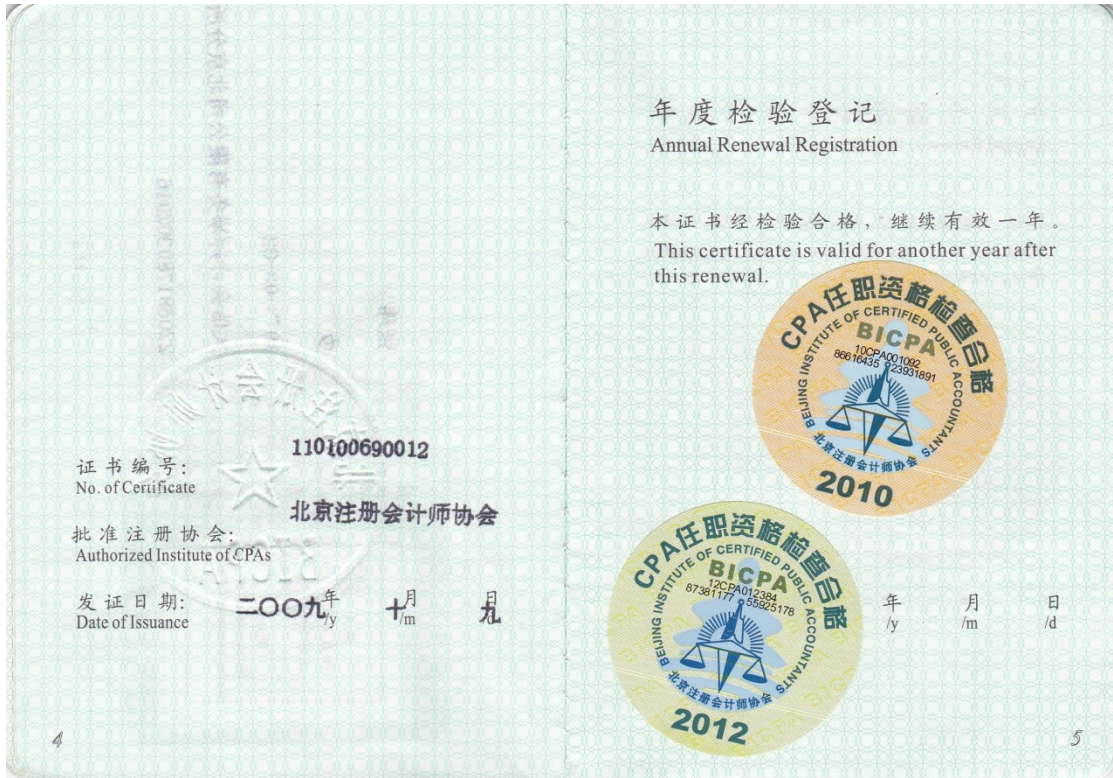 证书编号:
No. of Certificate
110100690012
批准注册协会:
Authorized Institute of CPAs
北京注册会计师协会
发证日期:
Date of Issuance
二〇〇九年 十月 九日
/y /m /d
4
年度检验登记
Annual Renewal Registration
本证书经检验合格，继续有效一年。
This certificate is valid for another year after
this renewal.
CPA任职资格检查合格
BEIJING INSTITUTE OF CERTIFIED PUBLIC ACCOUNTANTS
BICPA
10CPA001092
86616435 23931891
北京注册会计师协会
2010
CPA任职资格检查合格
BEIJING INSTITUTE OF CERTIFIED PUBLIC ACCOUNTANTS
BICPA
12CPA012384
87381177 55925178
北京注册会计师协会
2012
年 月 日
/y /m /d
5